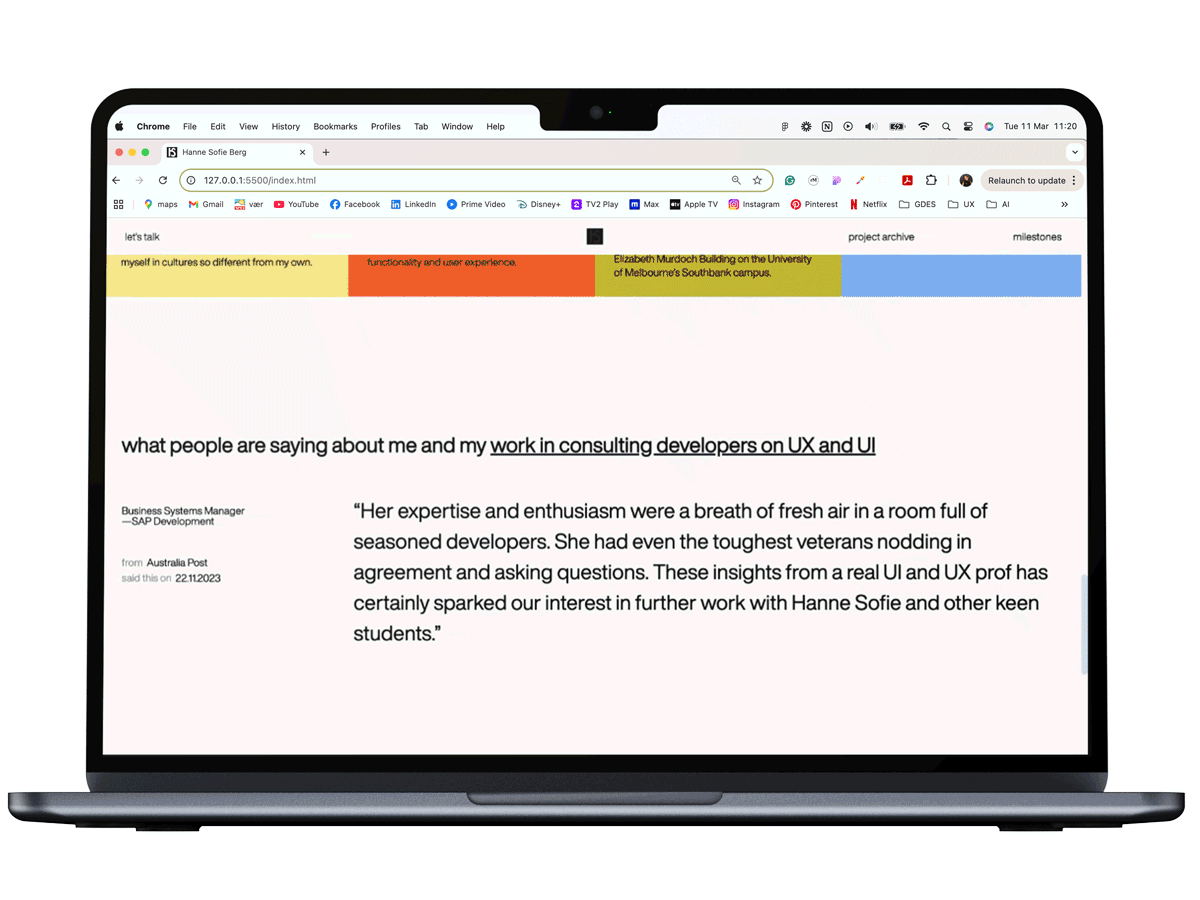 Chrome File Edit View History Bookmarks Profiles Tab Window Help Tue 11 Mar 11:20
Hanne Sofie Berg
127.0.0.1:5500/index.html Relaunch to update
maps Gmail vær YouTube Facebook LinkedIn Prime Video Disney+ TV2 Play Max Apple TV Instagram Pinterest Netflix GDES UX AI
let's talk project archive milestones
myself in cultures so different from my own.
functionality and user experience.
Elizabeth Murdoch Building on the University
of Melbourne's Southbank campus.
what people are saying about me and my work in consulting developers on UX and UI
Business Systems Manager
—SAP Development
from Australia Post
said this on 22.11.2023
“Her expertise and enthusiasm were a breath of fresh air in a room full of
seasoned developers. She had even the toughest veterans nodding in
agreement and asking questions. These insights from a real UI and UX prof has
certainly sparked our interest in further work with Hanne Sofie and other keen
students.”